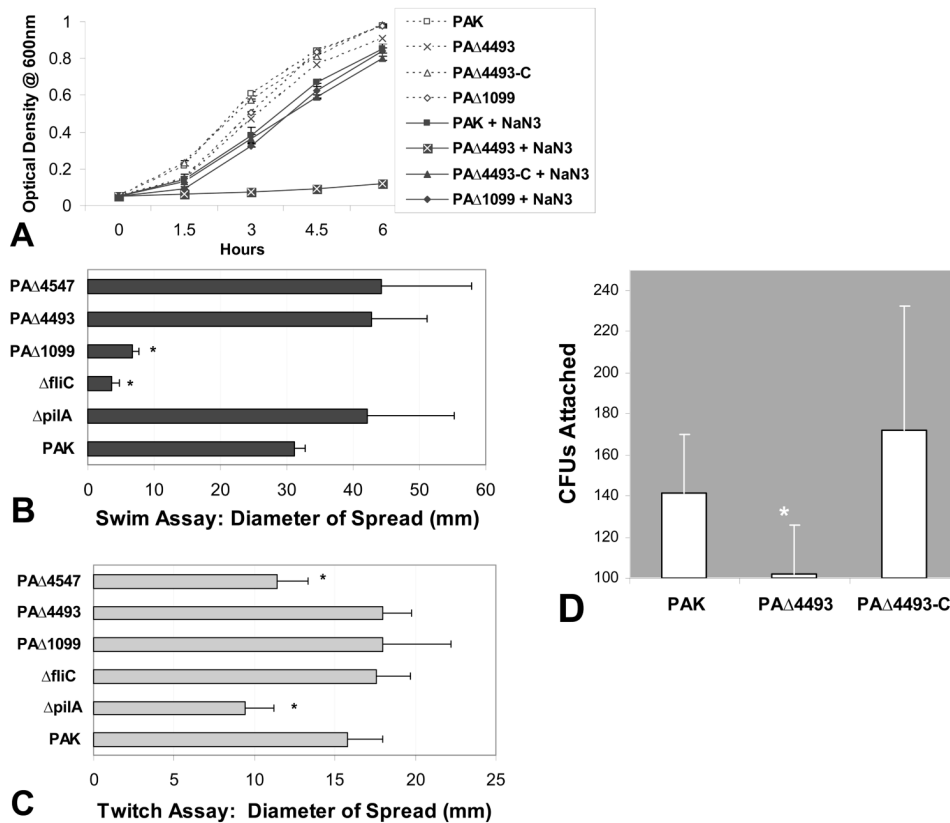 Optical Density @ 600nm
1
0.8
0.6
0.4
0.2
0
0 1.5 3 4.5 6
Hours
PAK
PAΔ4493
PAΔ4493-C
PAΔ1099
PAK + NaN3
PAΔ4493 + NaN3
PAΔ4493-C + NaN3
PAΔ1099 + NaN3
A
PAΔ4547
PAΔ4493
PAΔ1099 *
ΔfliC *
ΔpilA
PAK
0 10 20 30 40 50 60
Swim Assay: Diameter of Spread (mm)
B
PAΔ4547 *
PAΔ4493
PAΔ1099
ΔfliC
ΔpilA *
PAK
0 5 10 15 20 25
Twitch Assay: Diameter of Spread (mm)
C
CFUs Attached
240
220
200
180
160
140
120
100
*
PAK PAΔ4493 PAΔ4493-C
D